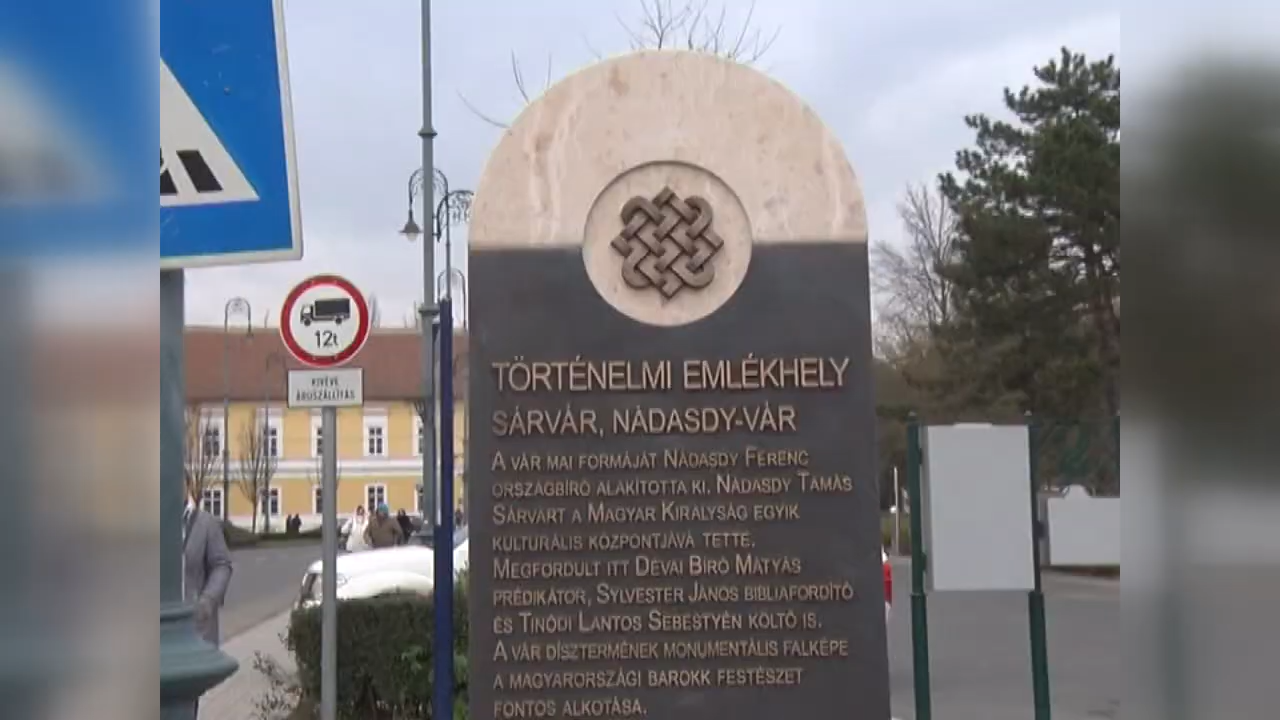 12t
KIVÉVE
ÁRUSZÁLLÍTÁS
TÖRTÉNELMI EMLÉKHELY
SÁRVÁR, NÁDASDY-VÁR
A VÁR MAI FORMÁJÁT NÁDASDY FERENC
ORSZÁGBÍRÓ ALAKÍTOTTA KI. NÁDASDY TAMÁS
SÁRVÁRT A MAGYAR KIRÁLYSÁG EGYIK
KULTURÁLIS KÖZPONTJÁVÁ TETTE.
MEGFORDULT ITT DÉVAI BÍRÓ MÁTYÁS
PRÉDIKÁTOR, SYLVESTER JÁNOS BIBLIAFORDÍTÓ
ÉS TINÓDI LANTOS SEBESTYÉN KÖLTŐ IS.
A VÁR DÍSZTERMÉNEK MONUMENTÁLIS FALKÉPE
A MAGYARORSZÁGI BAROKK FESTÉSZET
FONTOS ALKOTÁSA.